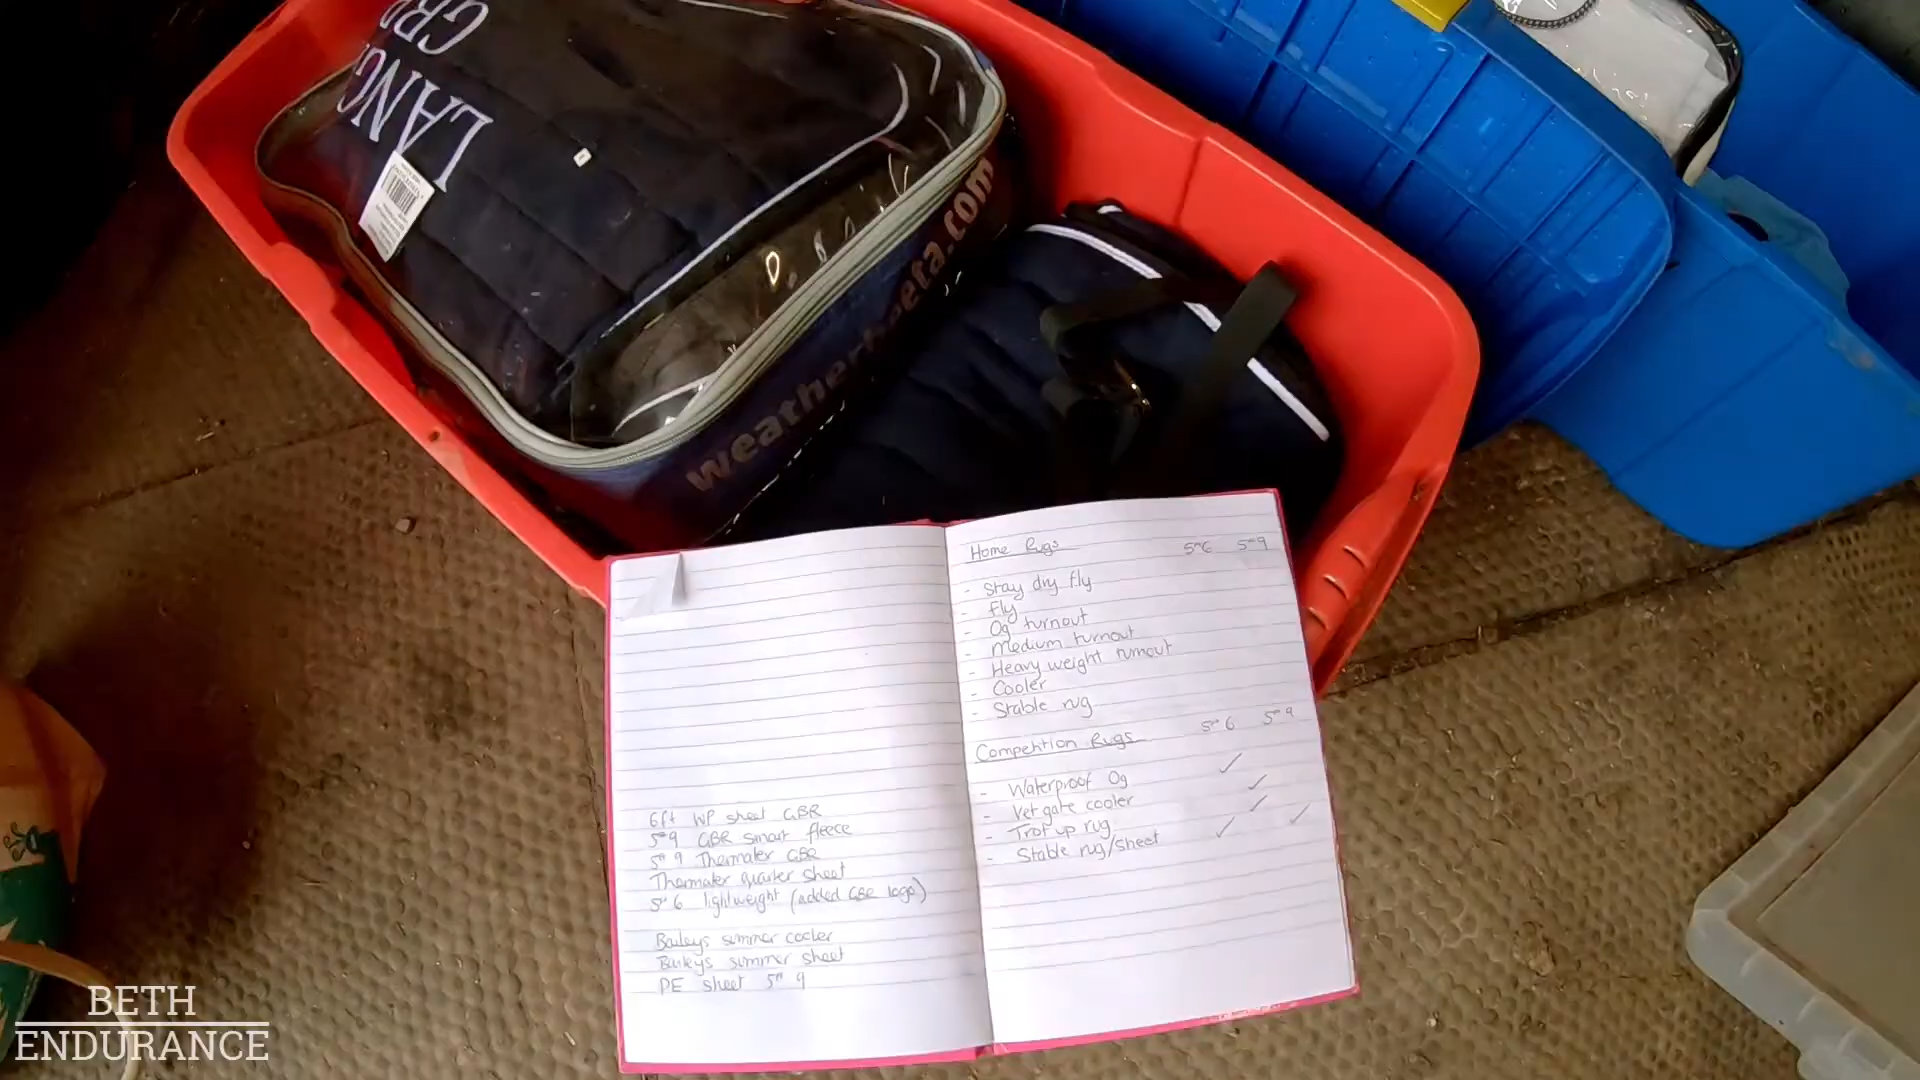 LANG
GB
weatherbeeta.com
6ft WP sheet GBR
5"9 GBR smart fleece
5"9 Thermatex GBR
Thermatex quarter sheet
5"6 lightweight (added GBR logo)
Baileys summer cooler
Baileys summer sheet
PE sheet 5"9
Home Rugs 5"6 5"9
- Stay dry fly
- Fly
- 0g turnout
- Medium turnout
- Heavy weight turnout
- Cooler
- Stable rug
Competition Rugs 5"6 5"9
- Waterproof 0g ✓
- Vet gate cooler ✓
- Trot up rug ✓
- Stable rug/sheet ✓ ✓
BETH
ENDURANCE